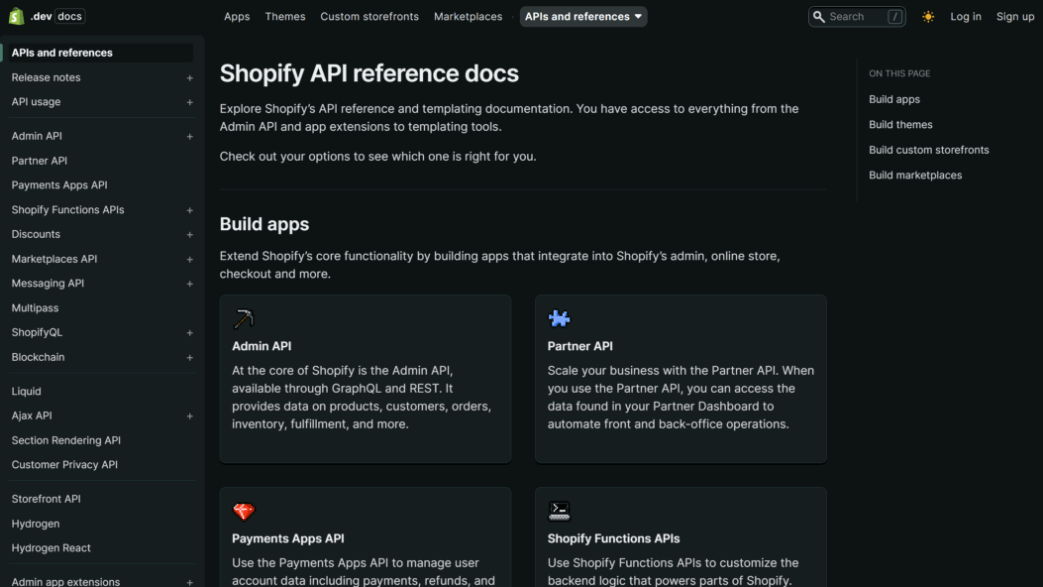 .dev docs
Apps Themes Custom storefronts Marketplaces · APIs and references
Search /
Log in Sign up
APIs and references
Release notes +
API usage +
Admin API +
Partner API
Payments Apps API
Shopify Functions APIs +
Discounts +
Marketplaces API +
Messaging API +
Multipass
ShopifyQL +
Blockchain +
Liquid
Ajax API +
Section Rendering API
Customer Privacy API
Storefront API
Hydrogen
Hydrogen React
Admin app extensions +
Shopify API reference docs
Explore Shopify’s API reference and templating documentation. You have access to everything from the
Admin API and app extensions to templating tools.
Check out your options to see which one is right for you.
Build apps
Extend Shopify’s core functionality by building apps that integrate into Shopify’s admin, online store,
checkout and more.
Admin API
At the core of Shopify is the Admin API,
available through GraphQL and REST. It
provides data on products, customers, orders,
inventory, fulfillment, and more.
Partner API
Scale your business with the Partner API. When
you use the Partner API, you can access the
data found in your Partner Dashboard to
automate front and back-office operations.
Payments Apps API
Use the Payments Apps API to manage user
account data including payments, refunds, and
Shopify Functions APIs
Use Shopify Functions APIs to customize the
backend logic that powers parts of Shopify.
ON THIS PAGE
Build apps
Build themes
Build custom storefronts
Build marketplaces